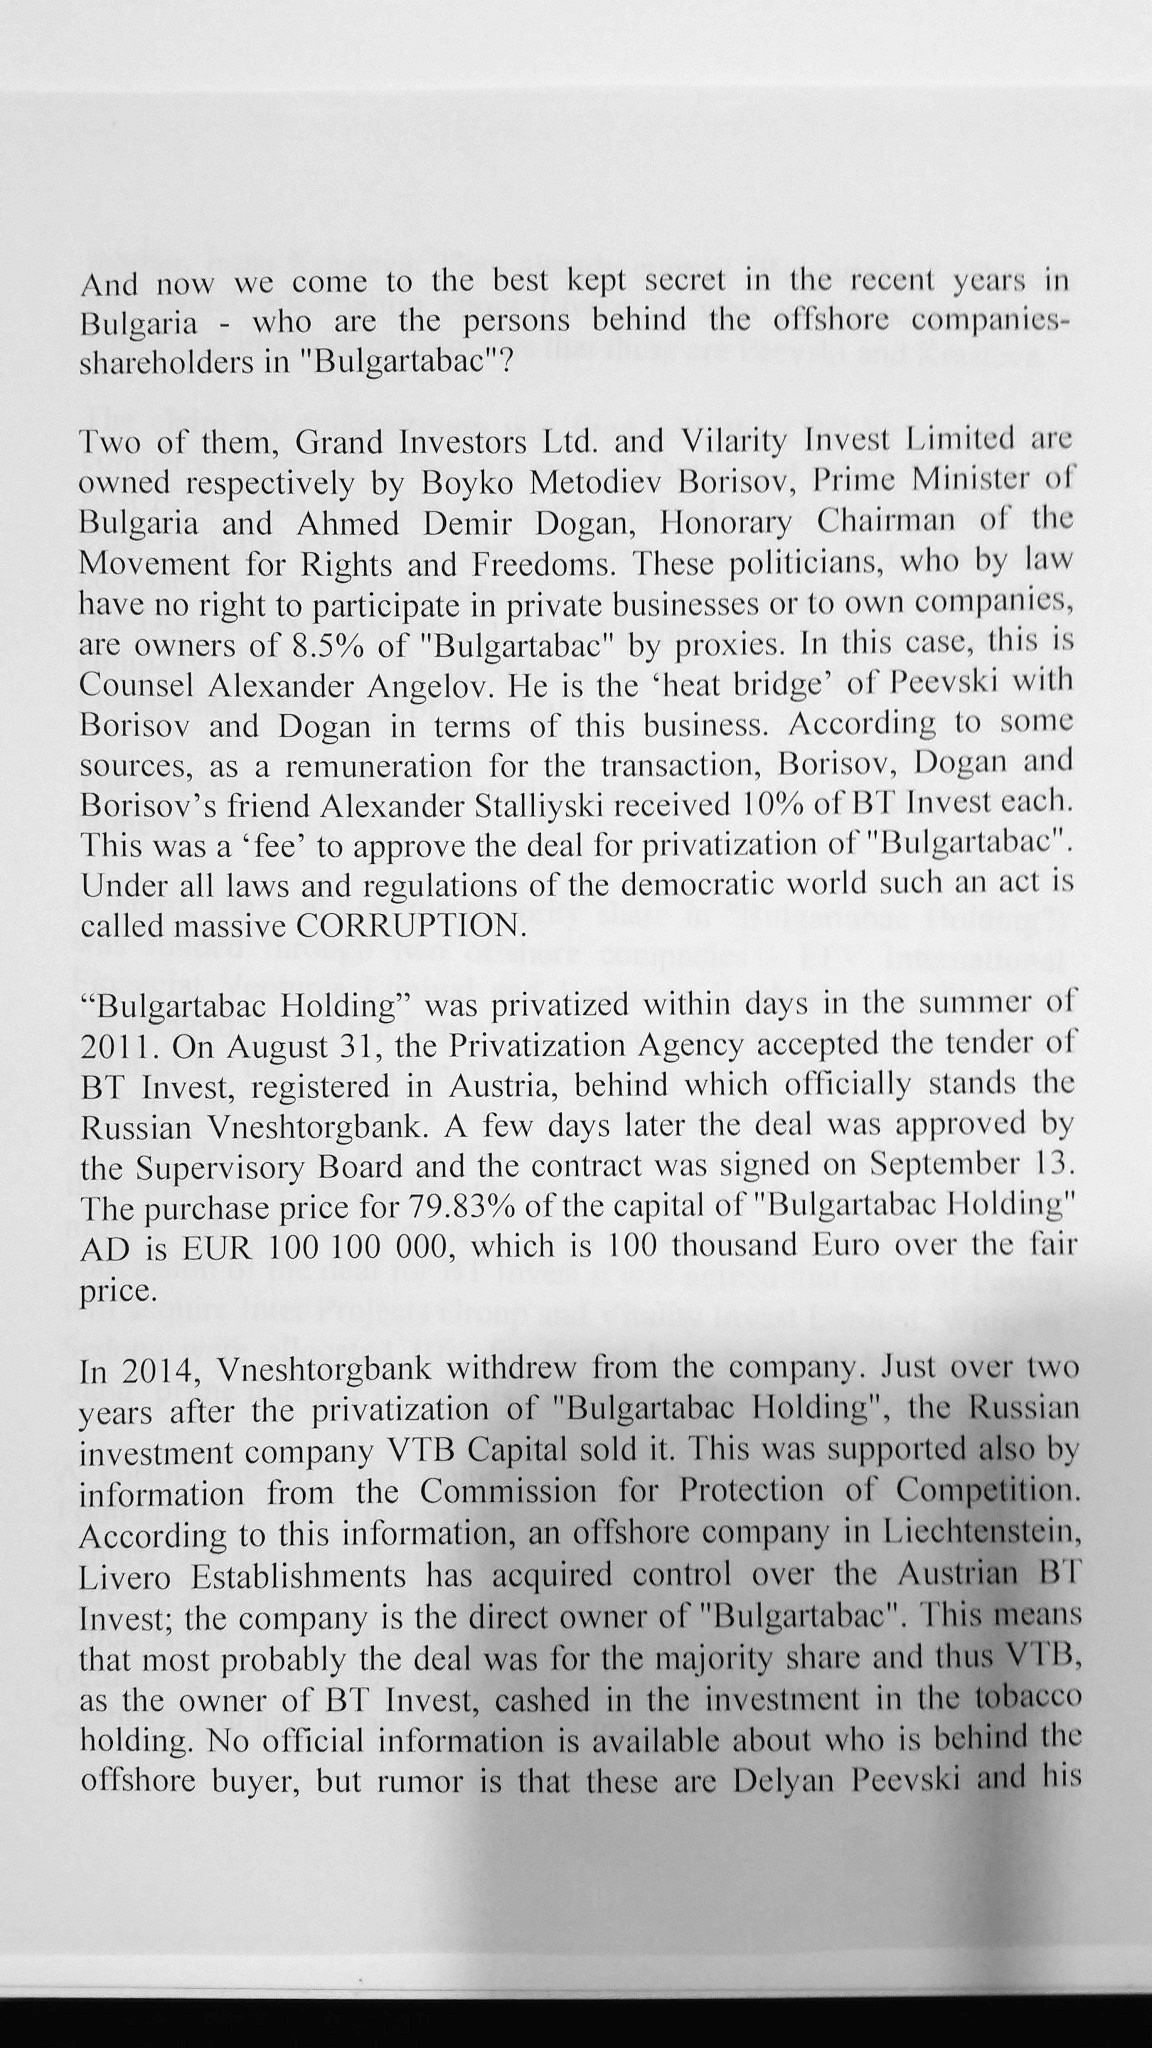 And now we come to the best kept secret in the recent years in
Bulgaria - who are the persons behind the offshore companies-
shareholders in "Bulgartabac"?
Two of them, Grand Investors Ltd. and Vilarity Invest Limited are
owned respectively by Boyko Metodiev Borisov, Prime Minister of
Bulgaria and Ahmed Demir Dogan, Honorary Chairman of the
Movement for Rights and Freedoms. These politicians, who by law
have no right to participate in private businesses or to own companies,
are owners of 8.5% of "Bulgartabac" by proxies. In this case, this is
Counsel Alexander Angelov. He is the ‘heat bridge’ of Peevski with
Borisov and Dogan in terms of this business. According to some
sources, as a remuneration for the transaction, Borisov, Dogan and
Borisov’s friend Alexander Stalliyski received 10% of BT Invest each.
This was a ‘fee’ to approve the deal for privatization of "Bulgartabac".
Under all laws and regulations of the democratic world such an act is
called massive CORRUPTION.
“Bulgartabac Holding” was privatized within days in the summer of
2011. On August 31, the Privatization Agency accepted the tender of
BT Invest, registered in Austria, behind which officially stands the
Russian Vneshtorgbank. A few days later the deal was approved by
the Supervisory Board and the contract was signed on September 13.
The purchase price for 79.83% of the capital of "Bulgartabac Holding"
AD is EUR 100 100 000, which is 100 thousand Euro over the fair
price.
In 2014, Vneshtorgbank withdrew from the company. Just over two
years after the privatization of "Bulgartabac Holding", the Russian
investment company VTB Capital sold it. This was supported also by
information from the Commission for Protection of Competition.
According to this information, an offshore company in Liechtenstein,
Livero Establishments has acquired control over the Austrian BT
Invest; the company is the direct owner of "Bulgartabac". This means
that most probably the deal was for the majority share and thus VTB,
as the owner of BT Invest, cashed in the investment in the tobacco
holding. No official information is available about who is behind the
offshore buyer, but rumor is that these are Delyan Peevski and his